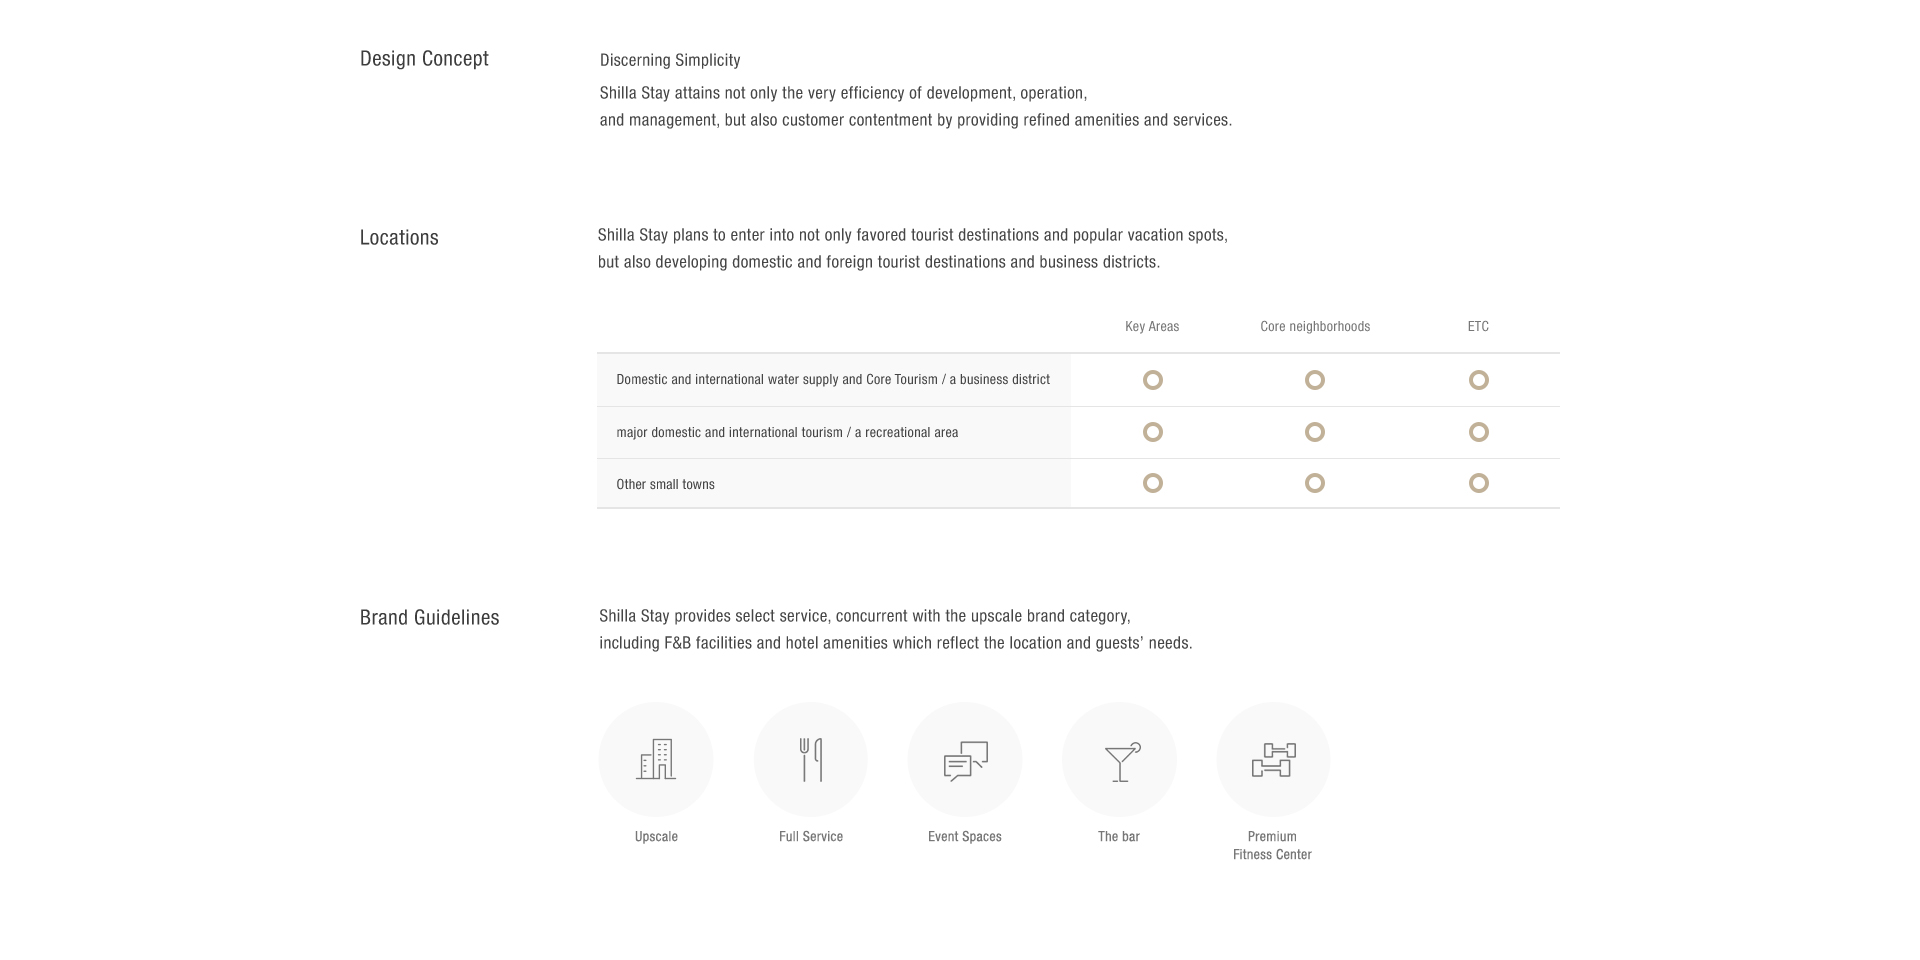 Design Concept
Discerning Simplicity
Shilla Stay attains not only the very efficiency of development, operation,
and management, but also customer contentment by providing refined amenities and services.
Locations
Shilla Stay plans to enter into not only favored tourist destinations and popular vacation spots,
but also developing domestic and foreign tourist destinations and business districts.
Key Areas
Core neighborhoods
ETC
Domestic and international water supply and Core Tourism / a business district
major domestic and international tourism / a recreational area
Other small towns
Brand Guidelines
Shilla Stay provides select service, concurrent with the upscale brand category,
including F&B facilities and hotel amenities which reflect the location and guests’ needs.
Upscale
Full Service
Event Spaces
The bar
Premium
Fitness Center